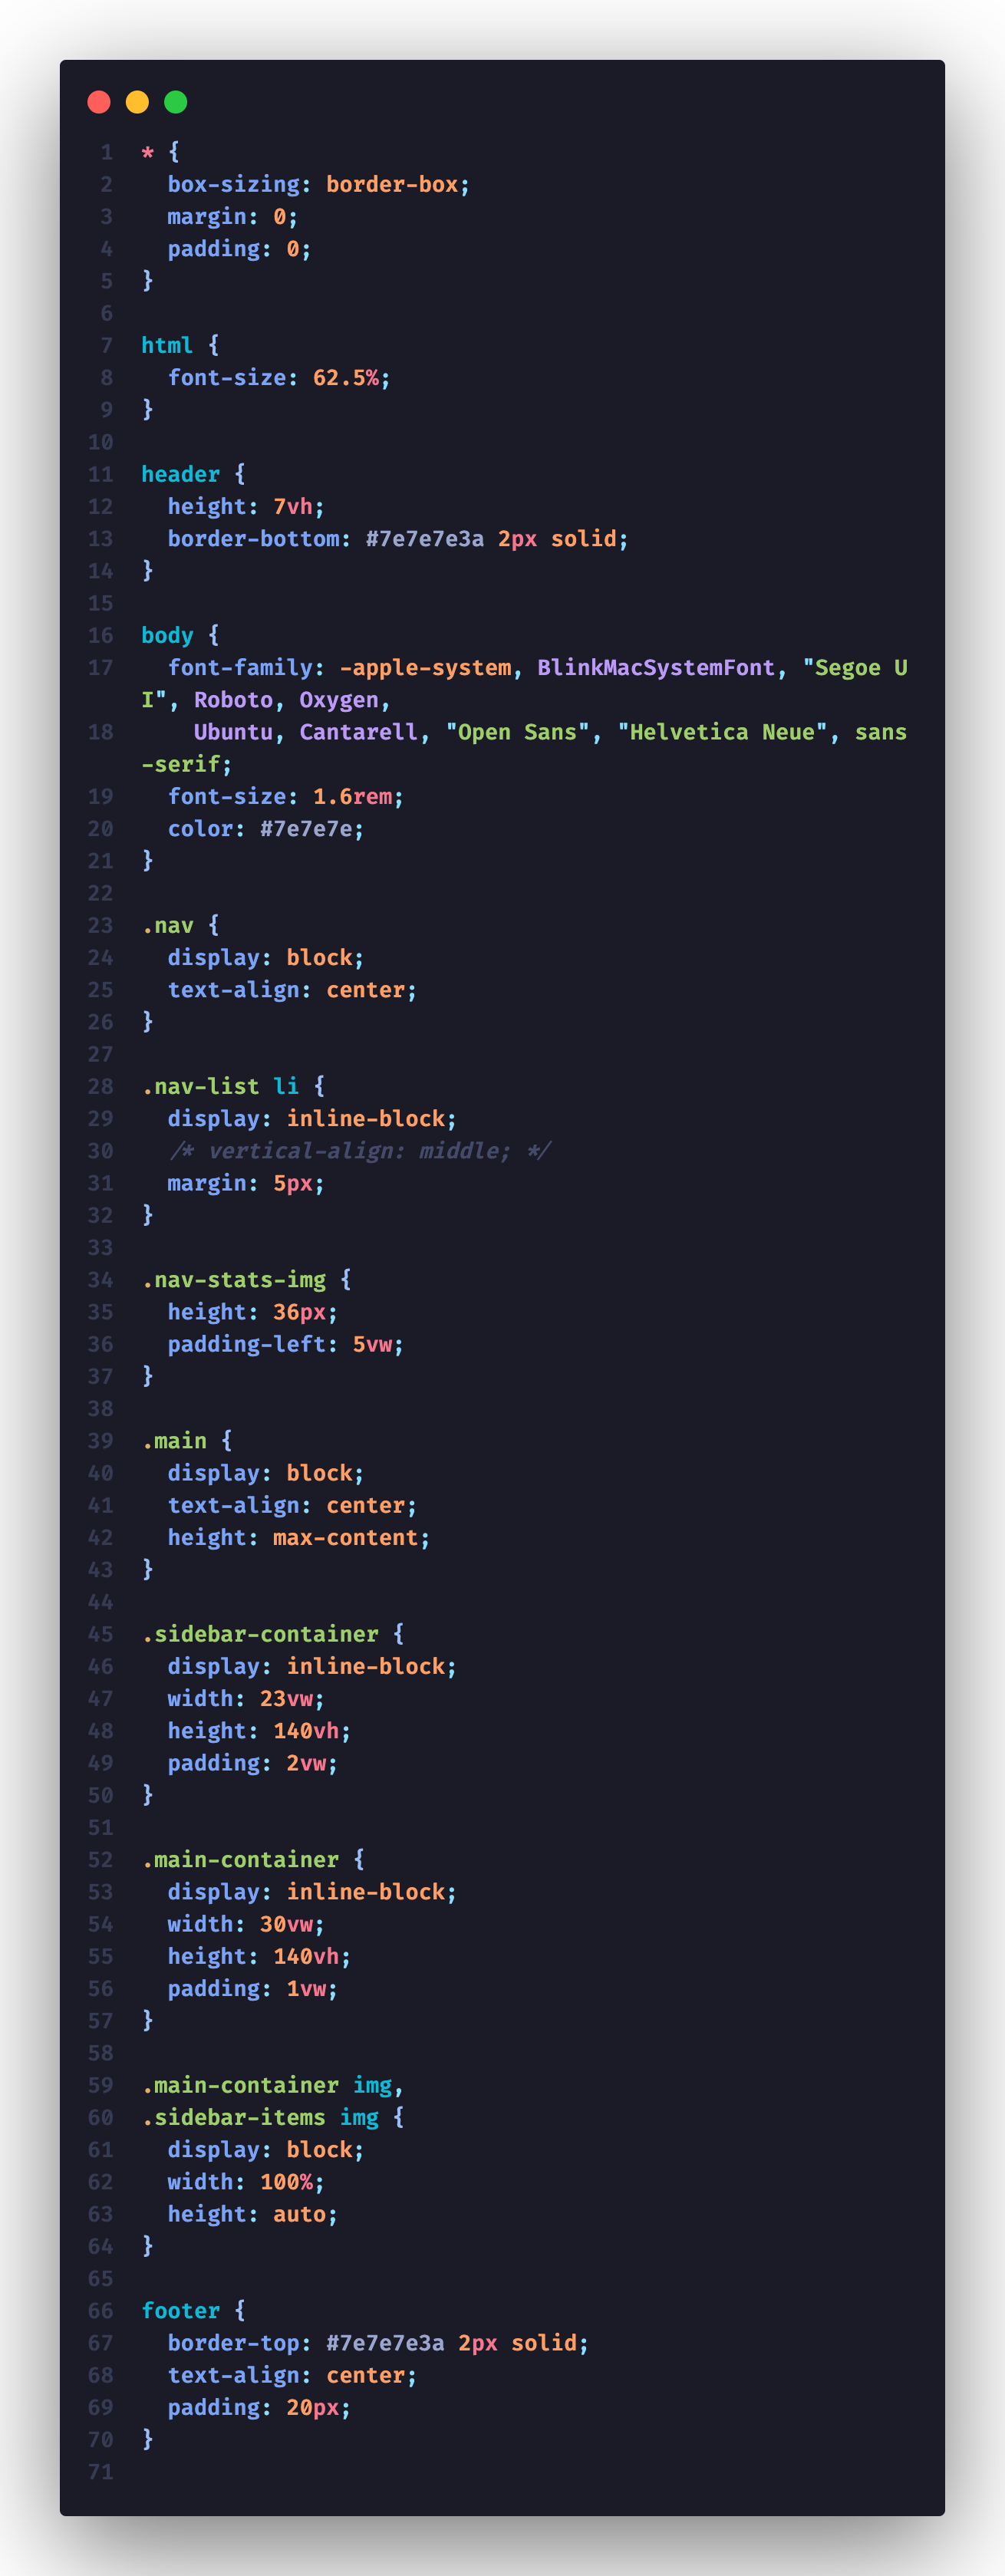 1 * {
2   box-sizing: border-box;
3   margin: 0;
4   padding: 0;
5 }
6
7 html {
8   font-size: 62.5%;
9 }
10
11 header {
12   height: 7vh;
13   border-bottom: #7e7e7e3a 2px solid;
14 }
15
16 body {
17   font-family: -apple-system, BlinkMacSystemFont, "Segoe U
I", Roboto, Oxygen,
18     Ubuntu, Cantarell, "Open Sans", "Helvetica Neue", sans
-serif;
19   font-size: 1.6rem;
20   color: #7e7e7e;
21 }
22
23 .nav {
24   display: block;
25   text-align: center;
26 }
27
28 .nav-list li {
29   display: inline-block;
30   /* vertical-align: middle; */
31   margin: 5px;
32 }
33
34 .nav-stats-img {
35   height: 36px;
36   padding-left: 5vw;
37 }
38
39 .main {
40   display: block;
41   text-align: center;
42   height: max-content;
43 }
44
45 .sidebar-container {
46   display: inline-block;
47   width: 23vw;
48   height: 140vh;
49   padding: 2vw;
50 }
51
52 .main-container {
53   display: inline-block;
54   width: 30vw;
55   height: 140vh;
56   padding: 1vw;
57 }
58
59 .main-container img,
60 .sidebar-items img {
61   display: block;
62   width: 100%;
63   height: auto;
64 }
65
66 footer {
67   border-top: #7e7e7e3a 2px solid;
68   text-align: center;
69   padding: 20px;
70 }
71